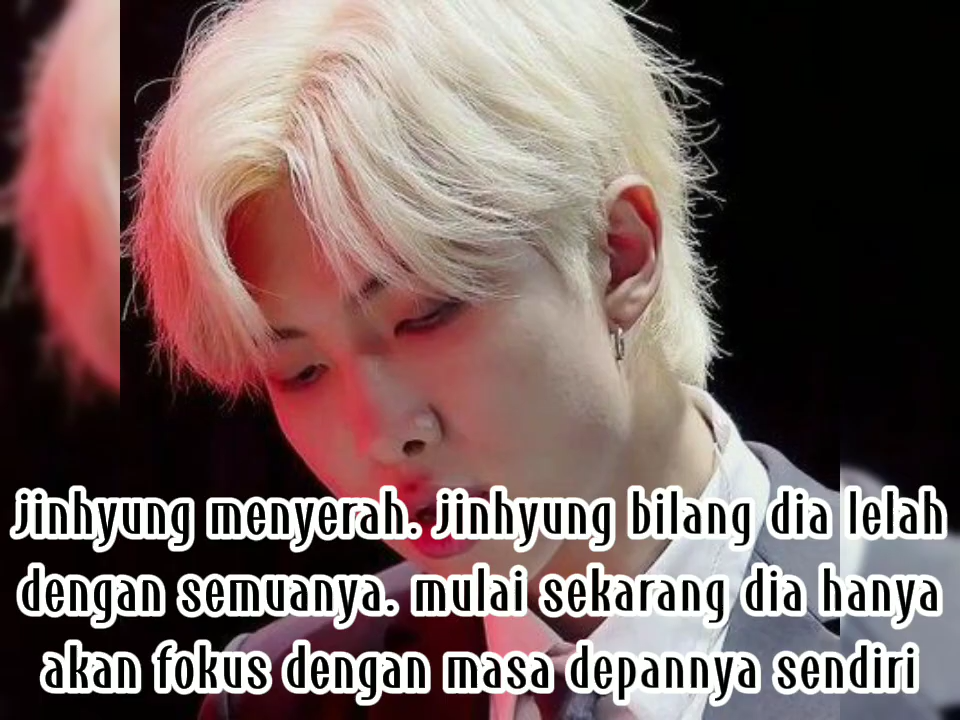 Jinhyung menyerah. Jinhyung bilang dia lelah
dengan semuanya. mulai sekarang dia hanya
akan fokus dengan masa depannya sendiri